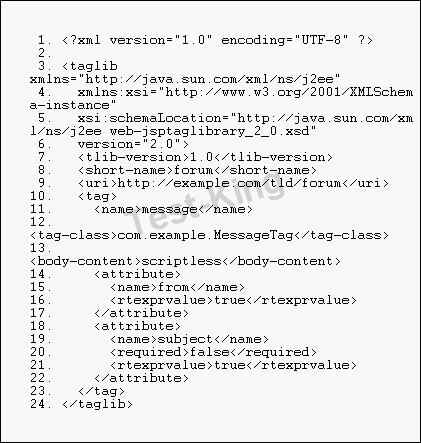 1. <?xml version="1.0" encoding="UTF-8" ?>
2.
3. <taglib
xmlns="http://java.sun.com/xml/ns/j2ee"
4. xmlns:xsi="http://www.w3.org/2001/XMLSchem
a-instance"
5. xsi:schemaLocation="http://java.sun.com/xm
l/ns/j2ee web-jsptaglibrary_2_0.xsd"
6. version="2.0">
7. <tlib-version>1.0</tlib-version>
8. <short-name>forum</short-name>
9. <uri>http://example.com/tld/forum</uri>
10. <tag>
11. <name>message</name>
12.
<tag-class>com.example.MessageTag</tag-class>
13.
<body-content>scriptless</body-content>
14. <attribute>
15. <name>from</name>
16. <rtexprvalue>true</rtexprvalue>
17. </attribute>
18. <attribute>
19. <name>subject</name>
20. <required>false</required>
21. <rtexprvalue>true</rtexprvalue>
22. </attribute>
23. </tag>
24. </taglib>
Test-King